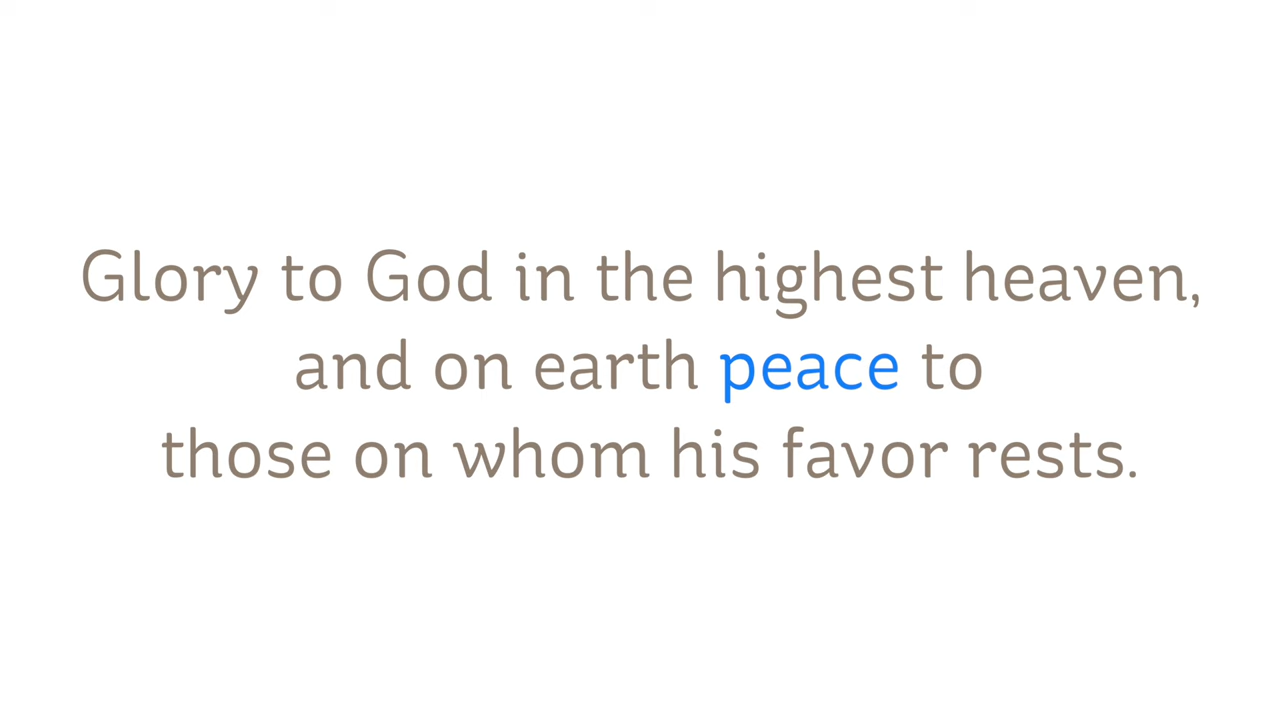 Glory to God in the highest heaven,
and on earth peace to
those on whom his favor rests.